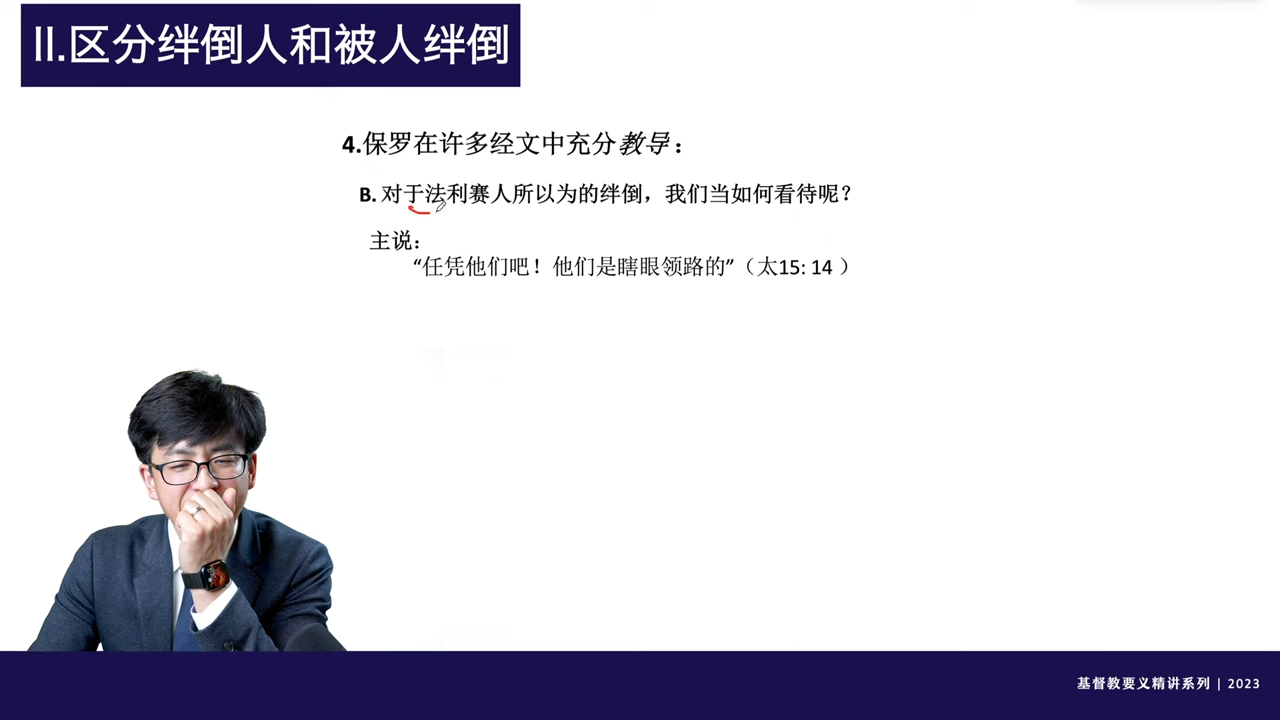 II.区分绊倒人和被人绊倒
4.保罗在许多经文中充分教导：
B. 对于法利赛人所以为的绊倒，我们当如何看待呢？
主说：
“任凭他们吧！他们是瞎眼领路的”（太15: 14 ）
基督教要义精讲系列 | 2023